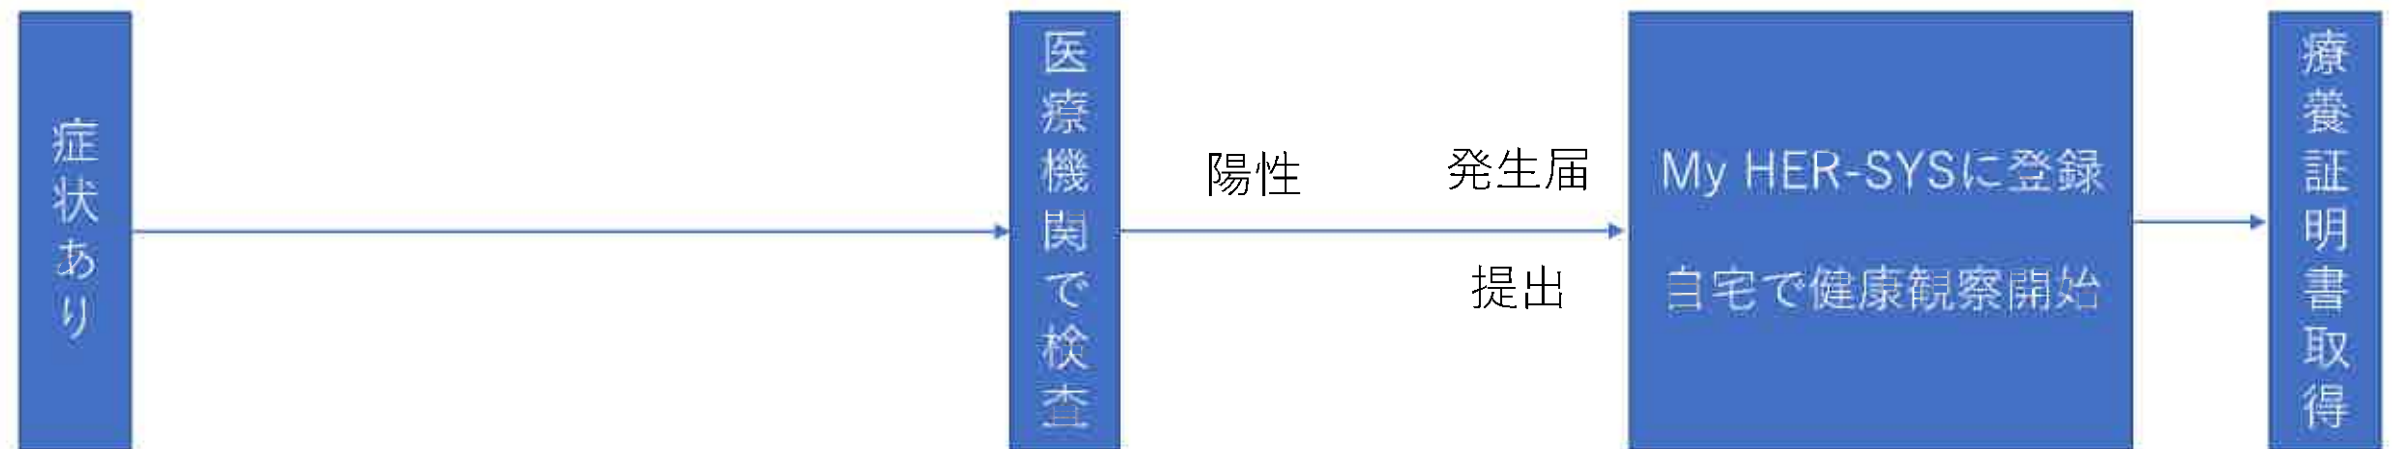 症状あり
医療機関で検査
陽性
発生届
提出
My HER-SYSに登録
自宅で健康観察開始
療養証明書取得